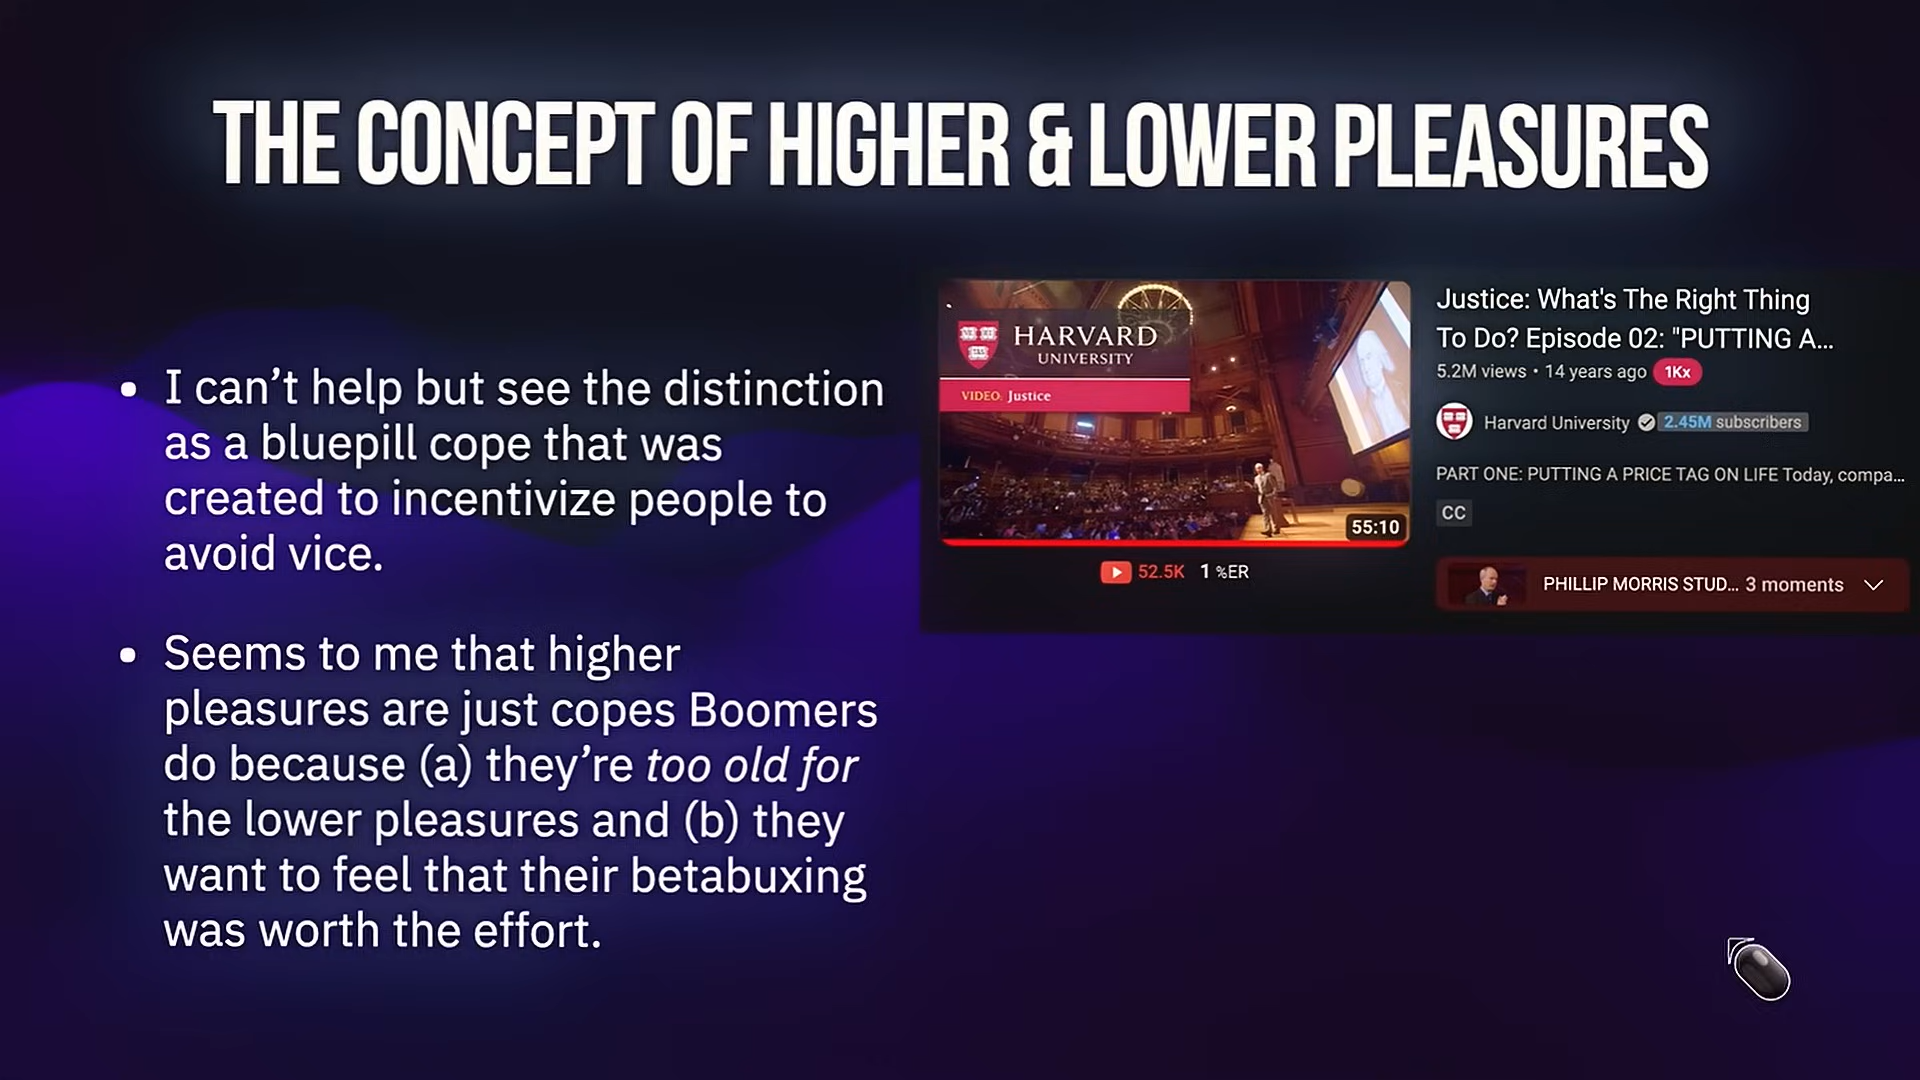 THE CONCEPT OF HIGHER & LOWER PLEASURES
• I can’t help but see the distinction
as a bluepill cope that was
created to incentivize people to
avoid vice.
• Seems to me that higher
pleasures are just copes Boomers
do because (a) they’re too old for
the lower pleasures and (b) they
want to feel that their betabuxing
was worth the effort.
HARVARD
UNIVERSITY
VIDEO: Justice
55:10
52.5K 1 %ER
Justice: What's The Right Thing
To Do? Episode 02: "PUTTING A...
5.2M views • 14 years ago 1Kx
Harvard University 2.45M subscribers
PART ONE: PUTTING A PRICE TAG ON LIFE Today, compa...
CC
PHILLIP MORRIS STUD... 3 moments